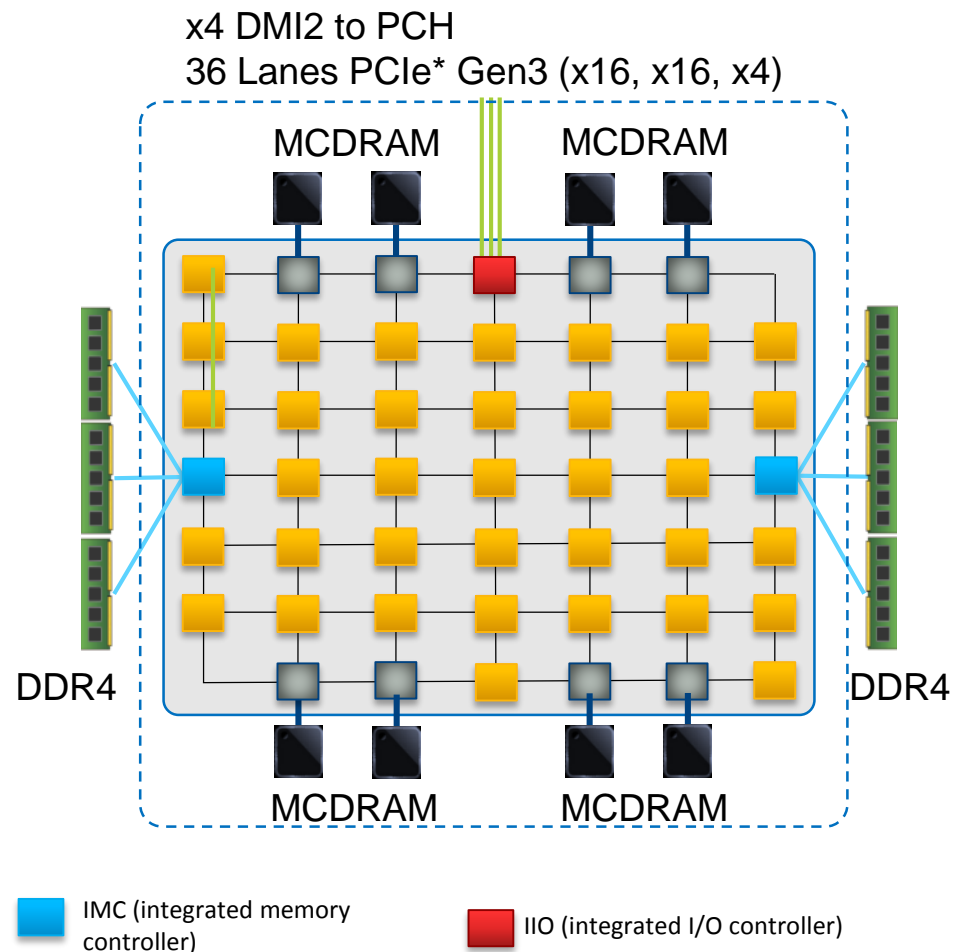 x4 DMI2 to PCH
36 Lanes PCIe* Gen3 (x16, x16, x4)
MCDRAM
MCDRAM
DDR4
DDR4
MCDRAM
MCDRAM
IMC (integrated memory
controller)
IIO (integrated I/O controller)